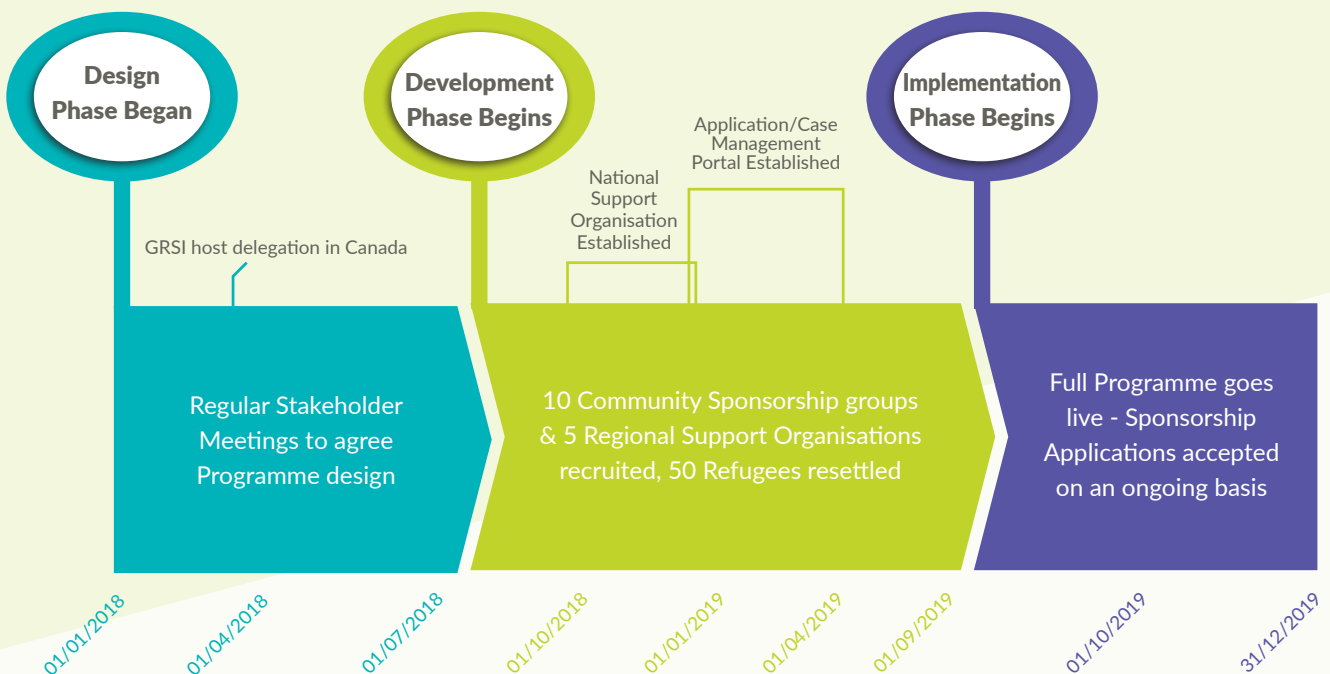 Design
Phase Began
Development
Phase Begins
Implementation
Phase Begins
Application/Case
Management
Portal Established
National
Support
Organisation
Established
GRSI host delegation in Canada
Regular Stakeholder
Meetings to agree
Programme design
10 Community Sponsorship groups
& 5 Regional Support Organisations
recruited, 50 Refugees resettled
Full Programme goes
live - Sponsorship
Applications accepted
on an ongoing basis
01/01/2018
01/04/2018
01/07/2018
01/10/2018
01/01/2019
01/04/2019
01/09/2019
01/10/2019
31/12/2019